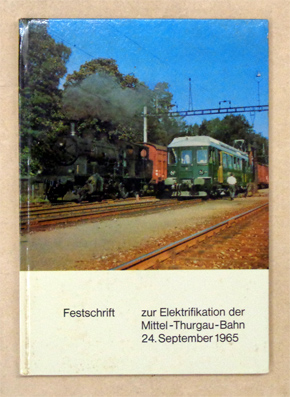 Festschrift zur Elektrifikation der
Mittel-Thurgau-Bahn
24. September 1965